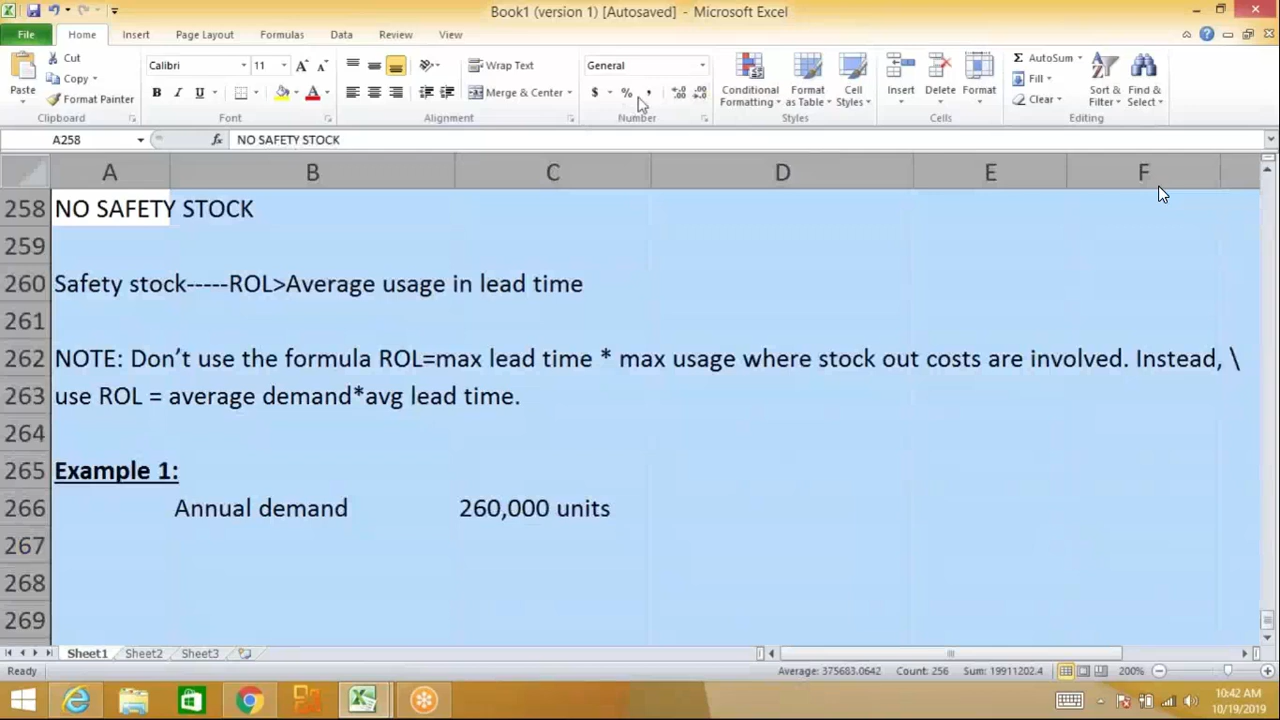 Book1 (version 1) [Autosaved] - Microsoft Excel
File Home Insert Page Layout Formulas Data Review View
Cut
Copy
Format Painter
Paste
Clipboard
Calibri 11
B I U
Font
Wrap Text
Merge & Center
Alignment
General
$ % ,
Number
Conditional Formatting
Format as Table
Cell Styles
Styles
Insert Delete Format
Cells
AutoSum
Fill
Clear
Sort & Filter
Find & Select
Editing
A258 fx NO SAFETY STOCK
A B C D E F
258 NO SAFETY STOCK
259
260 Safety stock-----ROL>Average usage in lead time
261
262 NOTE: Don’t use the formula ROL=max lead time * max usage where stock out costs are involved. Instead, \
263 use ROL = average demand*avg lead time.
264
265 Example 1:
266 Annual demand 260,000 units
267
268
269
Sheet1 Sheet2 Sheet3
Ready Average: 375683.0642 Count: 256 Sum: 19911202.4 200%
10:42 AM
10/19/2019